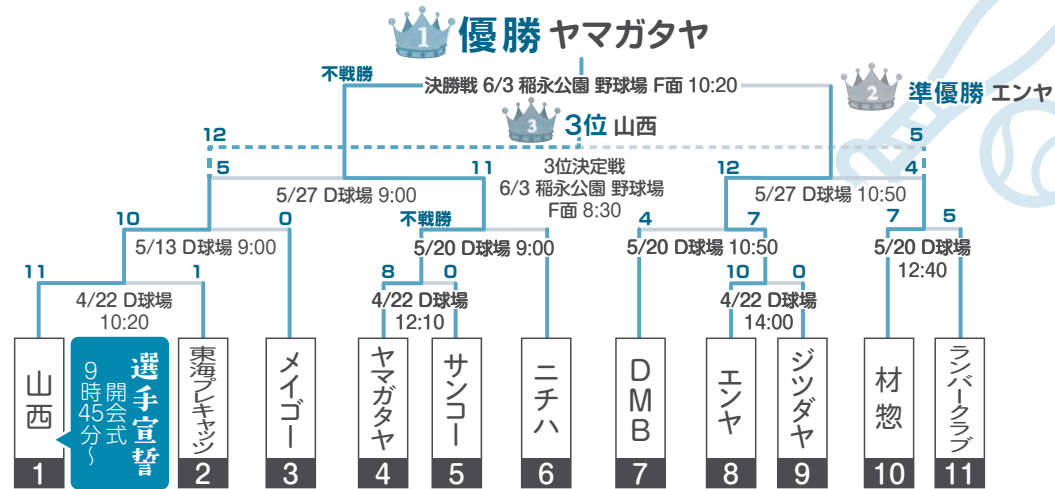 1 優勝 ヤマガタヤ
不戦勝
決勝戦 6/3 稲永公園 野球場 F面 10:20
2 準優勝 エンヤ
3 3位 山西
12
5
5
11
3位決定戦
6/3 稲永公園 野球場
F面 8:30
12
4
5/27 D球場 9:00
5/27 D球場 10:50
10
0
不戦勝
4
7
7
5
5/13 D球場 9:00
5/20 D球場 9:00
5/20 D球場 10:50
5/20 D球場
12:40
11
1
8
0
10
0
4/22 D球場
10:20
4/22 D球場
12:10
4/22 D球場
14:00
山西
選手宣誓
開会式
9時45分~
東海プレキャッツ
メイゴー
ヤマガタヤ
サンコー
ニチハ
DMB
エンヤ
ジツダヤ
材惣
ランバークラブ
1
2
3
4
5
6
7
8
9
10
11